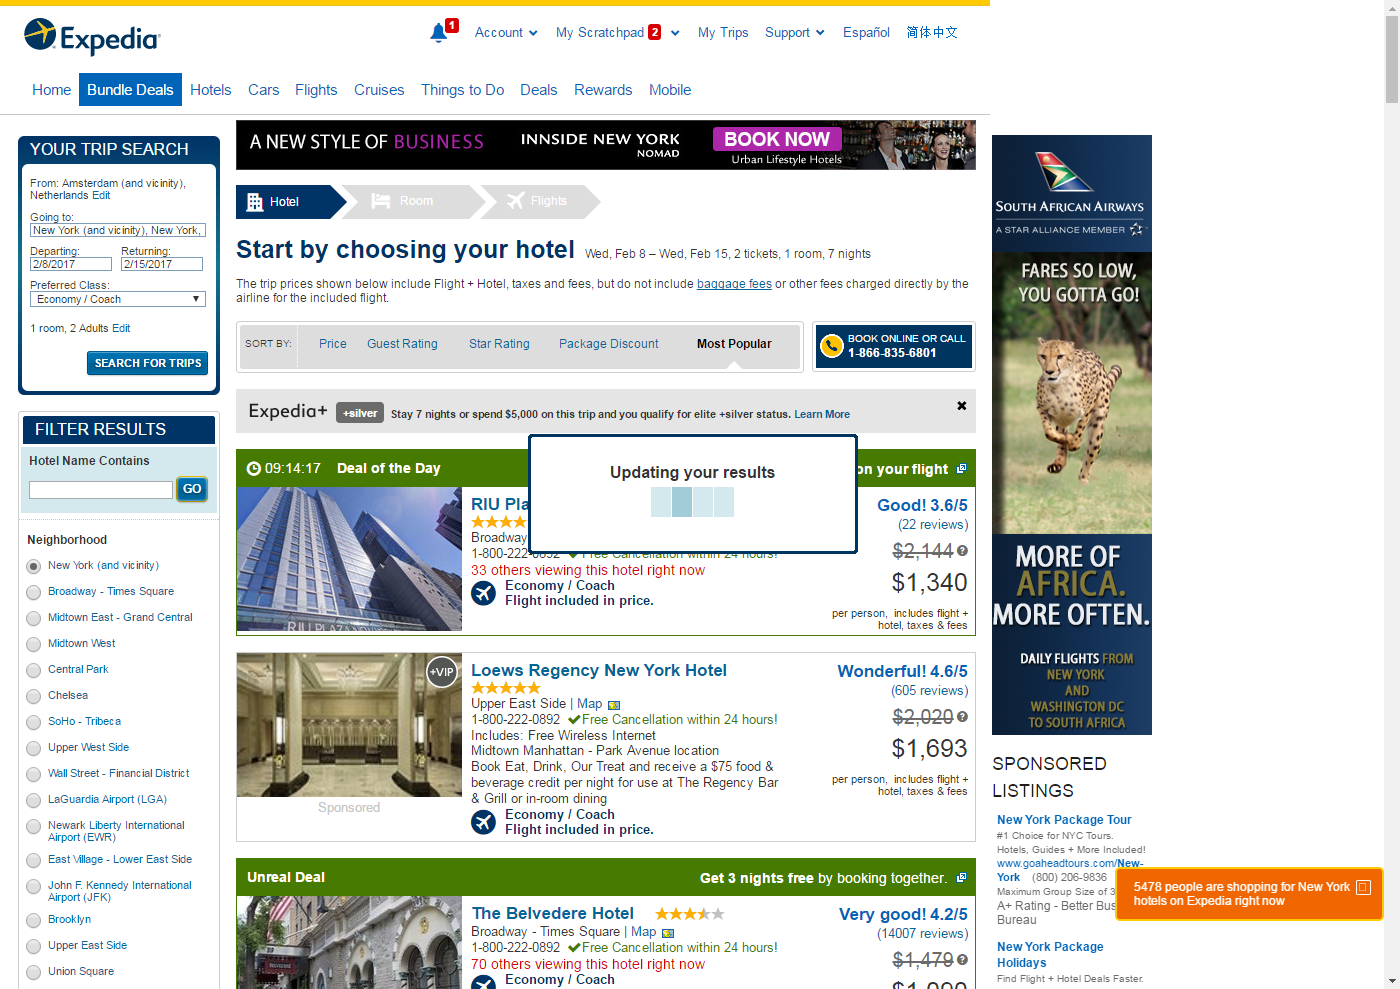 Expedia
1
Account
My Scratchpad 2
My Trips
Support
Español
简体中文
Home
Bundle Deals
Hotels
Cars
Flights
Cruises
Things to Do
Deals
Rewards
Mobile
YOUR TRIP SEARCH
From: Amsterdam (and vicinity),
Netherlands Edit
Going to:
New York (and vicinity), New York,
Departing: Returning:
2/8/2017 2/15/2017
Preferred Class:
Economy / Coach
1 room, 2 Adults Edit
SEARCH FOR TRIPS
FILTER RESULTS
Hotel Name Contains
GO
Neighborhood
New York (and vicinity)
Broadway - Times Square
Midtown East - Grand Central
Midtown West
Central Park
Chelsea
SoHo - Tribeca
Upper West Side
Wall Street - Financial District
LaGuardia Airport (LGA)
Newark Liberty International
Airport (EWR)
East Village - Lower East Side
John F. Kennedy International
Airport (JFK)
Brooklyn
Upper East Side
Union Square
A NEW STYLE OF BUSINESS
INNSIDE NEW YORK
NOMAD
BOOK NOW
Urban Lifestyle Hotels
Hotel
Room
Flights
Start by choosing your hotel Wed, Feb 8 – Wed, Feb 15, 2 tickets, 1 room, 7 nights
The trip prices shown below include Flight + Hotel, taxes and fees, but do not include baggage fees or other fees charged directly by the
airline for the included flight.
SORT BY: Price Guest Rating Star Rating Package Discount Most Popular
BOOK ONLINE OR CALL
1-866-835-6801
Expedia+ +silver Stay 7 nights or spend $5,000 on this trip and you qualify for elite +silver status. Learn More
09:14:17 Deal of the Day
on your flight
Updating your results
RIU Pla
Broadway
1-800-222-0892 Free Cancellation within 24 hours!
33 others viewing this hotel right now
Economy / Coach
Flight included in price.
RIU PLAZA
Good! 3.6/5
(22 reviews)
$2,144
$1,340
per person, includes flight +
hotel, taxes & fees
+VIP
Sponsored
Loews Regency New York Hotel
Upper East Side | Map
1-800-222-0892 Free Cancellation within 24 hours!
Includes: Free Wireless Internet
Midtown Manhattan - Park Avenue location
Book Eat, Drink, Our Treat and receive a $75 food &
beverage credit per night for use at The Regency Bar
& Grill or in-room dining
Economy / Coach
Flight included in price.
Wonderful! 4.6/5
(605 reviews)
$2,020
$1,693
per person, includes flight +
hotel, taxes & fees
Unreal Deal
Get 3 nights free by booking together.
The Belvedere Hotel
Broadway - Times Square | Map
1-800-222-0892 Free Cancellation within 24 hours!
70 others viewing this hotel right now
Economy / Coach
Very good! 4.2/5
(14007 reviews)
$1,479
SOUTH AFRICAN AIRWAYS
A STAR ALLIANCE MEMBER
FARES SO LOW,
YOU GOTTA GO!
MORE OF
AFRICA.
MORE OFTEN.
DAILY FLIGHTS FROM
NEW YORK
AND
WASHINGTON DC
TO SOUTH AFRICA
SPONSORED
LISTINGS
New York Package Tour
#1 Choice for NYC Tours.
Hotels, Guides + More Included!
www.goaheadtours.com/New-
York (800) 206-9836
Maximum Group Size of 3
A+ Rating - Better Bus
Bureau
New York Package
Holidays
Find Flight + Hotel Deals Faster.
5478 people are shopping for New York
hotels on Expedia right now